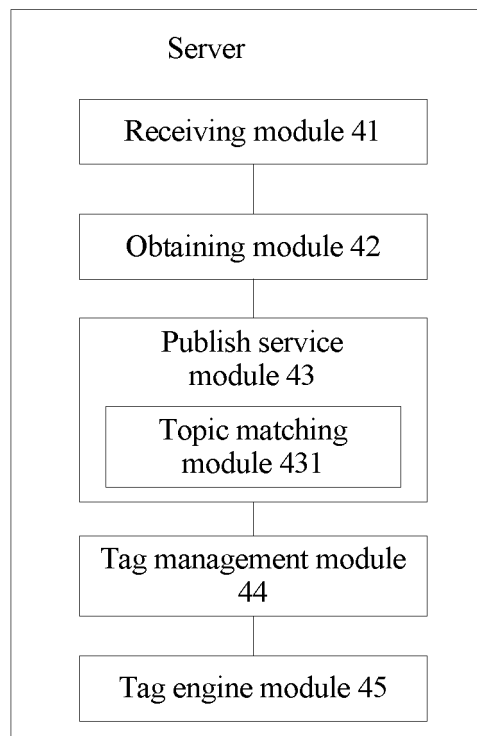 Server
Receiving module 41
Obtaining module 42
Publish service
module 43
Topic matching
module 431
Tag management module
44
Tag engine module 45